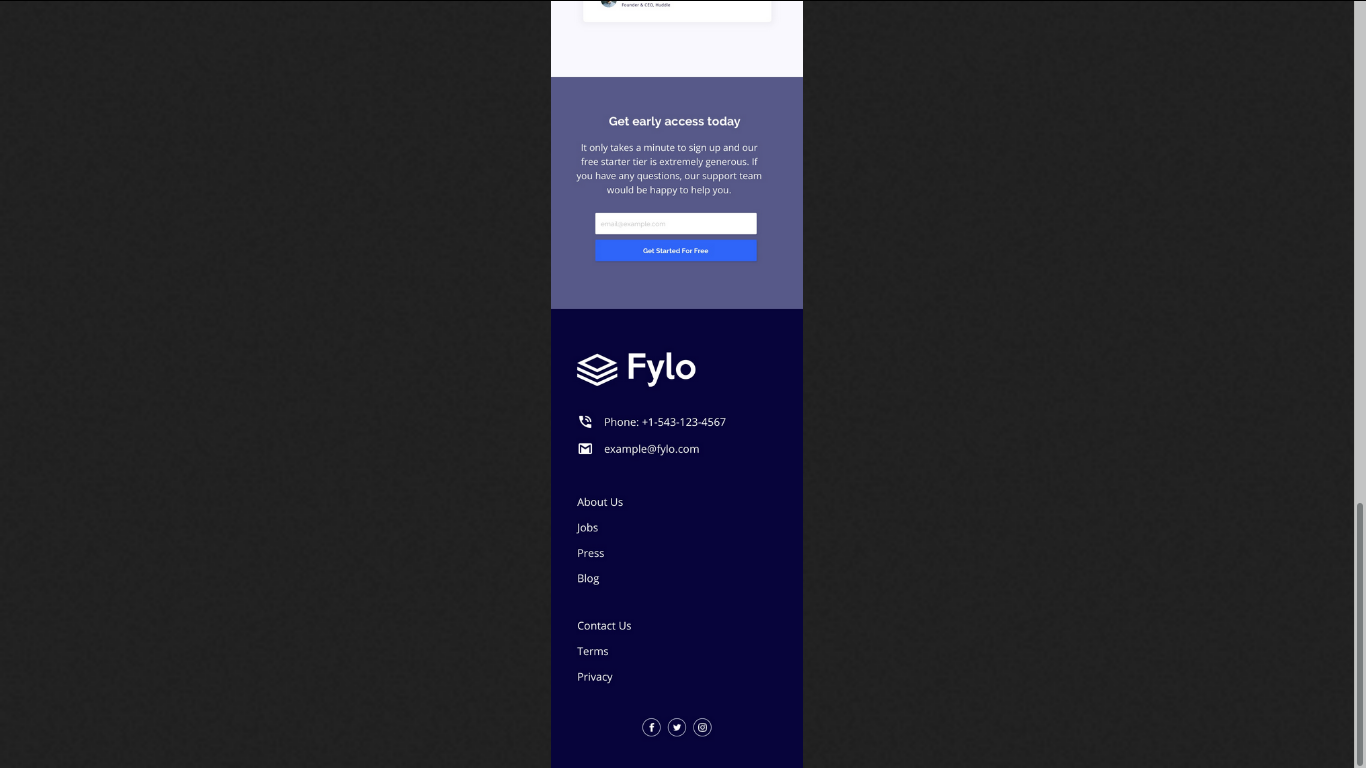 Founder & CEO, Huddle
Get early access today
It only takes a minute to sign up and our
free starter tier is extremely generous. If
you have any questions, our support team
would be happy to help you.
email@example.com
Get Started For Free
Fylo
Phone: +1-543-123-4567
example@fylo.com
About Us
Jobs
Press
Blog
Contact Us
Terms
Privacy